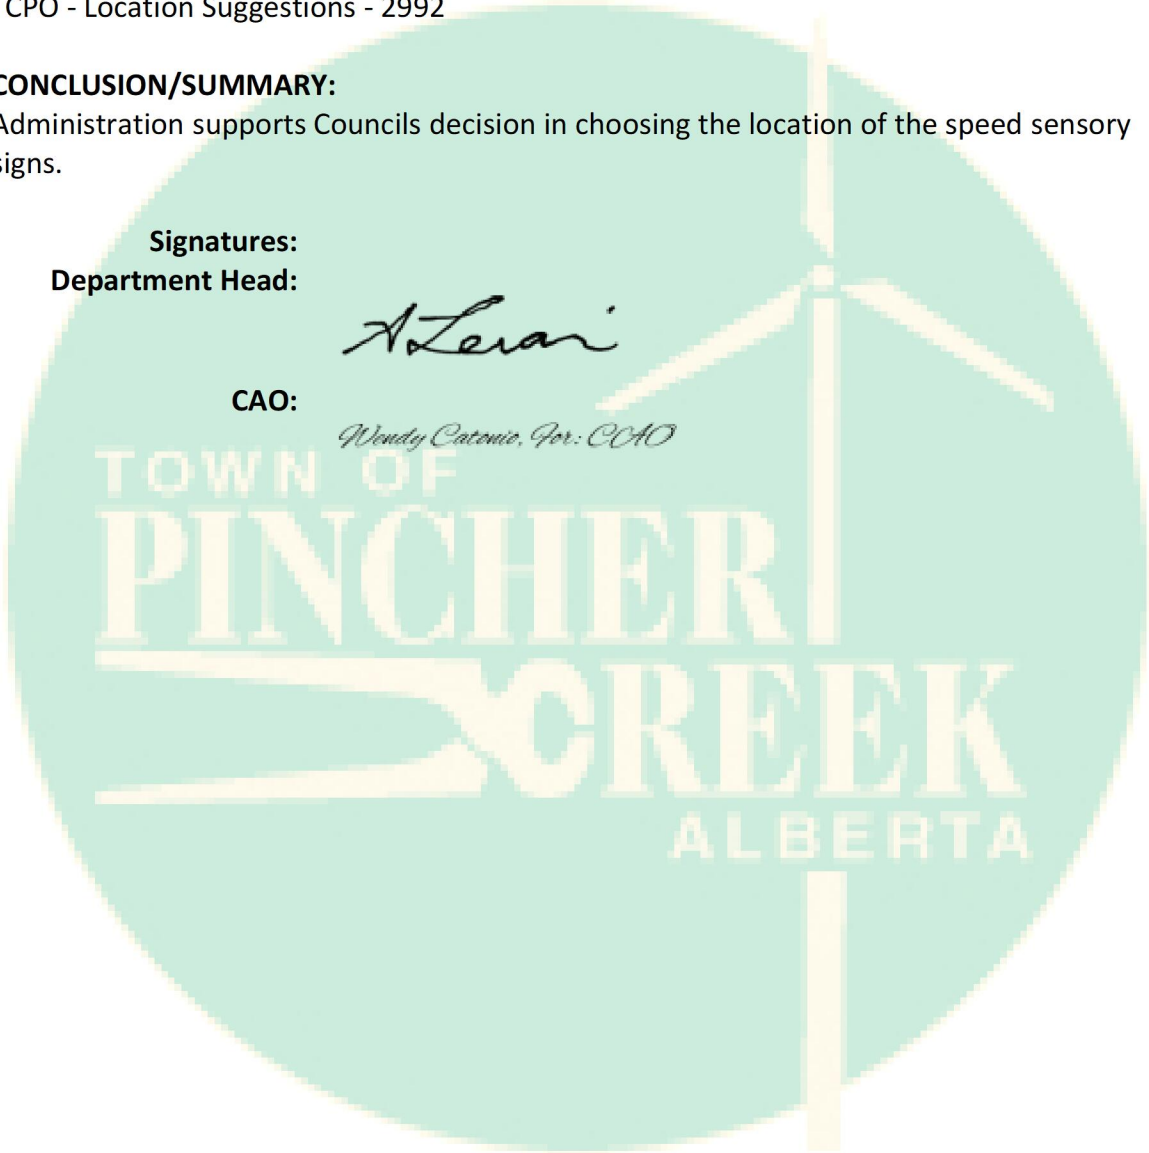 CPO - Location Suggestions - 2992
CONCLUSION/SUMMARY:
Administration supports Councils decision in choosing the location of the speed sensory
signs.
Signatures:
Department Head:
CAO:
Wendy Catonio, For: CCAO
TOWN OF
PINCHER
CREEK
ALBERTA